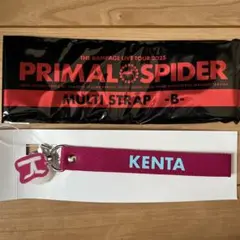 THE RAMPAGE LIVE TOUR 2023
PRIMAL SPIDER
MULTI STRAP -B-
KENTA